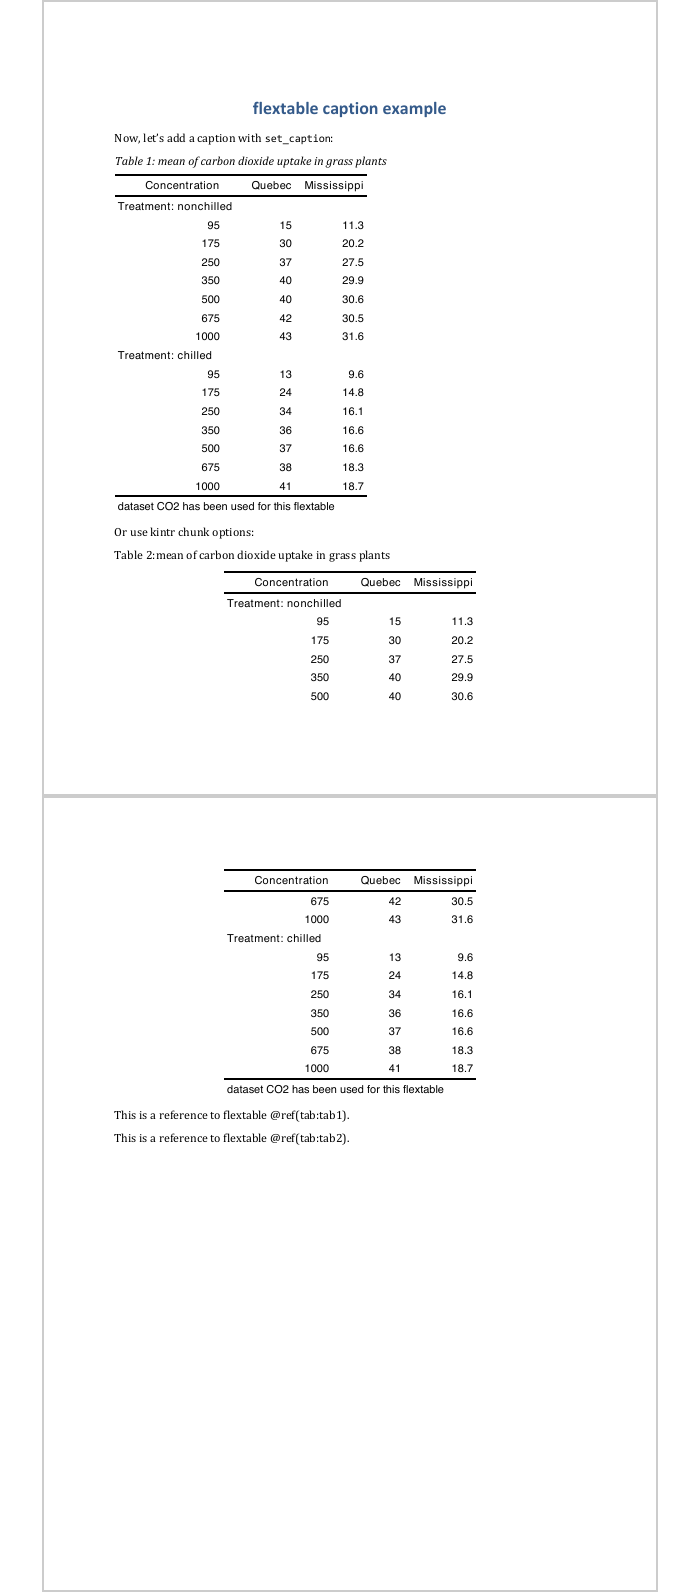 flextable caption example
Now, let's add a caption with set_caption:
Table 1: mean of carbon dioxide uptake in grass plants
Concentration Quebec Mississippi
Treatment: nonchilled
95 15 11.3
175 30 20.2
250 37 27.5
350 40 29.9
500 40 30.6
675 42 30.5
1000 43 31.6
Treatment: chilled
95 13 9.6
175 24 14.8
250 34 16.1
350 36 16.6
500 37 16.6
675 38 18.3
1000 41 18.7
dataset CO2 has been used for this flextable
Or use kintr chunk options:
Table 2:mean of carbon dioxide uptake in grass plants
Concentration Quebec Mississippi
Treatment: nonchilled
95 15 11.3
175 30 20.2
250 37 27.5
350 40 29.9
500 40 30.6
Concentration Quebec Mississippi
675 42 30.5
1000 43 31.6
Treatment: chilled
95 13 9.6
175 24 14.8
250 34 16.1
350 36 16.6
500 37 16.6
675 38 18.3
1000 41 18.7
dataset CO2 has been used for this flextable
This is a reference to flextable @ref(tab:tab1).
This is a reference to flextable @ref(tab:tab2).